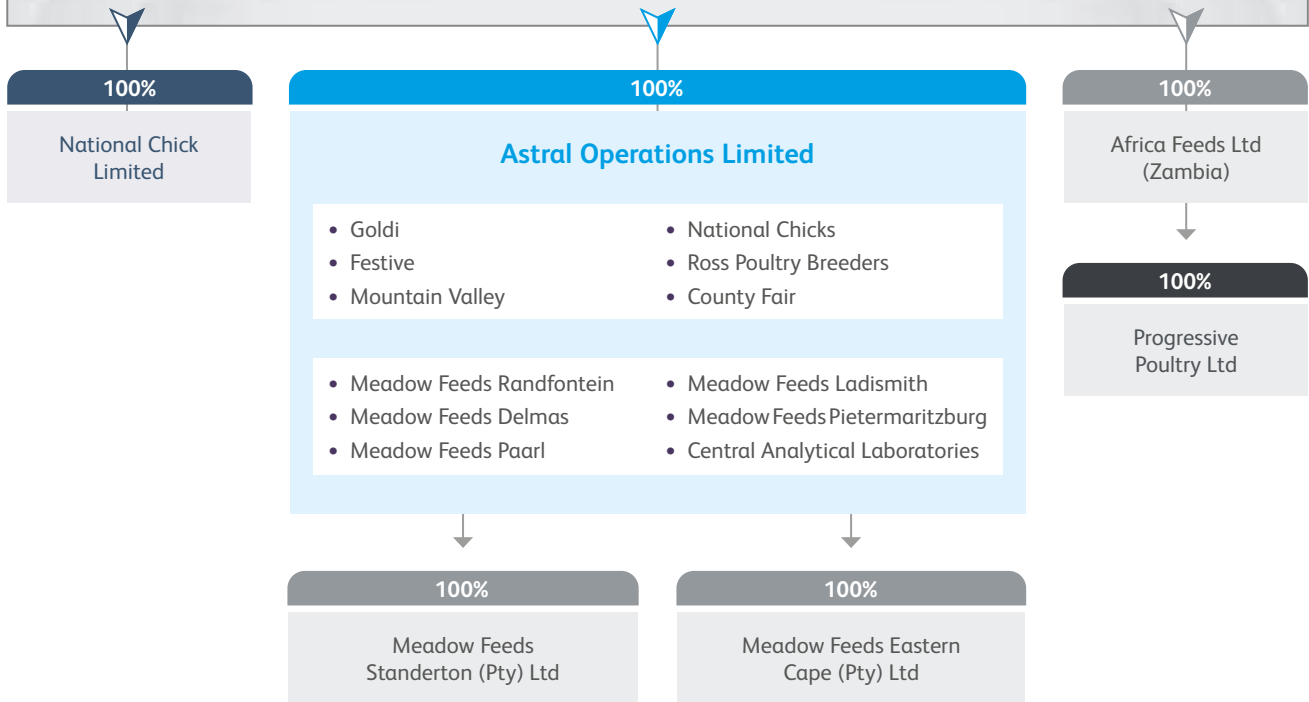 100%
National Chick
Limited
100%
Astral Operations Limited
• Goldi
• Festive
• Mountain Valley
• National Chicks
• Ross Poultry Breeders
• County Fair
• Meadow Feeds Randfontein
• Meadow Feeds Delmas
• Meadow Feeds Paarl
• Meadow Feeds Ladismith
• Meadow Feeds Pietermaritzburg
• Central Analytical Laboratories
100%
Meadow Feeds
Standerton (Pty) Ltd
100%
Meadow Feeds Eastern
Cape (Pty) Ltd
100%
Africa Feeds Ltd
(Zambia)
100%
Progressive
Poultry Ltd